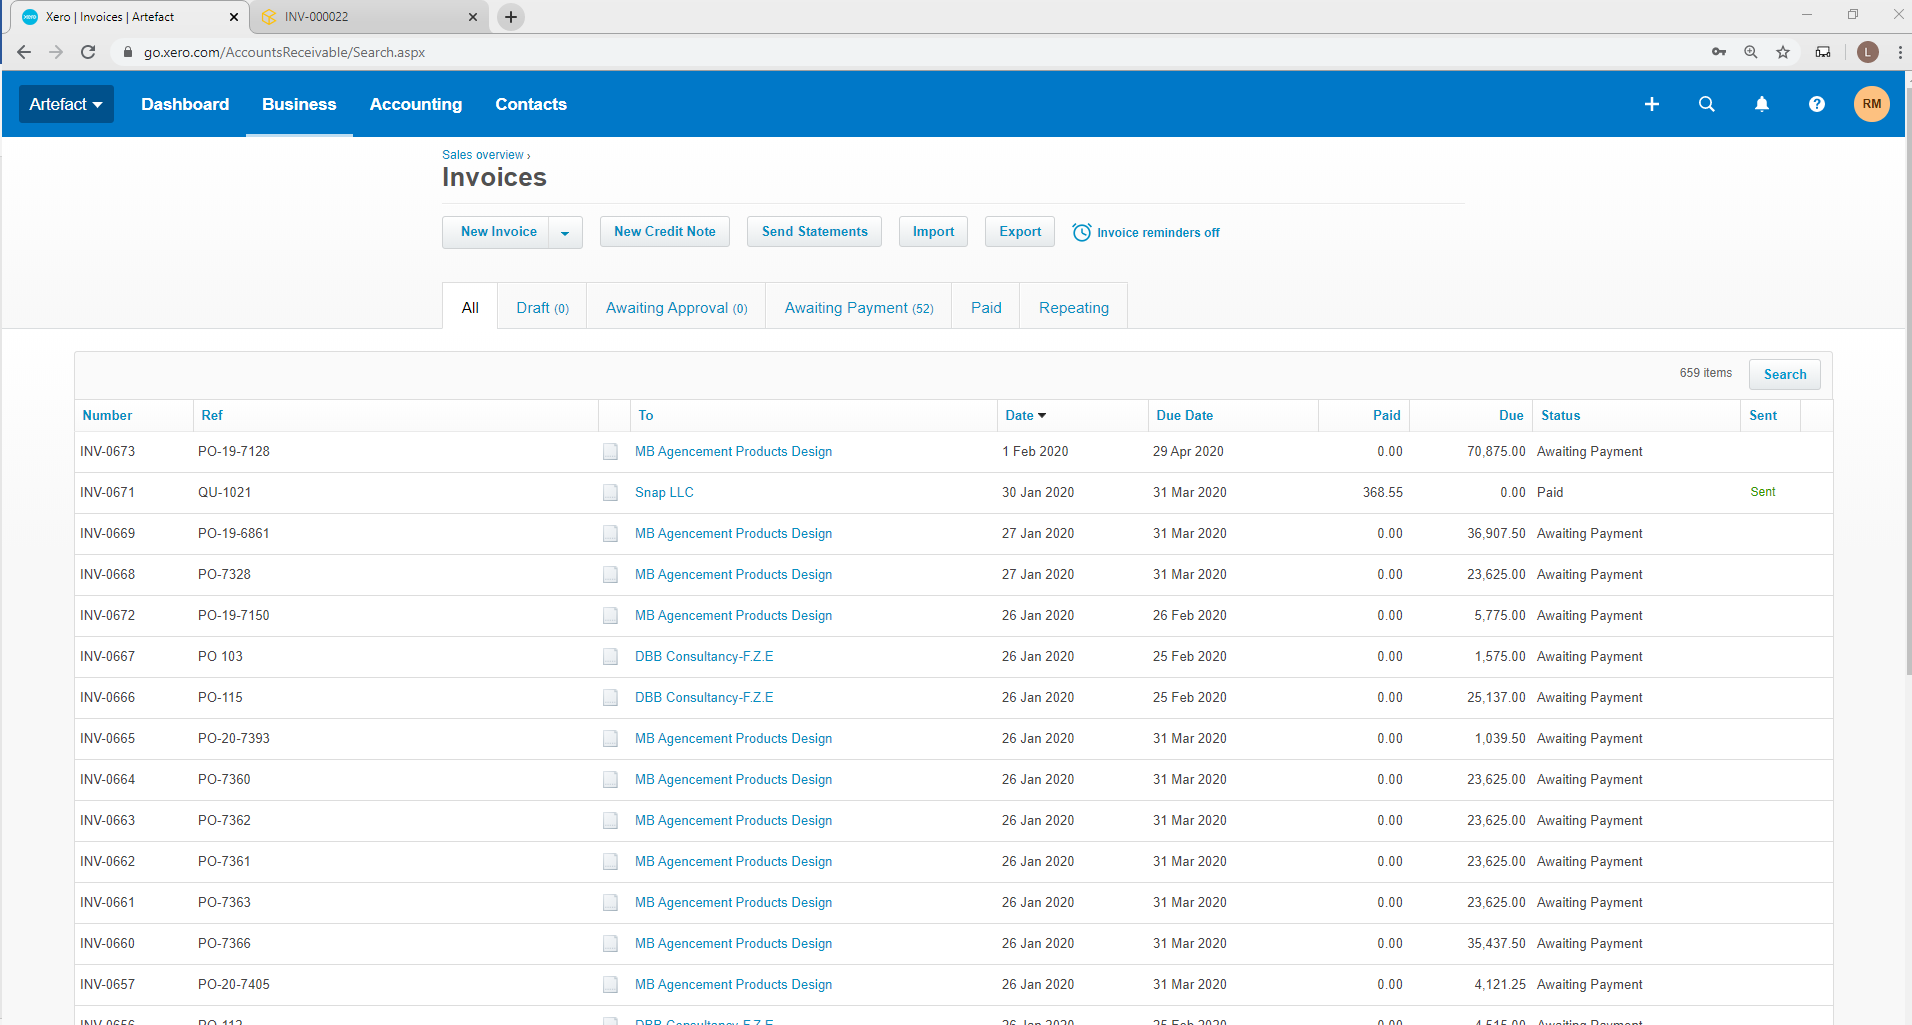 Xero | Invoices | Artefact
INV-000022
go.xero.com/AccountsReceivable/Search.aspx
L
Artefact Dashboard Business Accounting Contacts RM
Sales overview ›
Invoices
New Invoice New Credit Note Send Statements Import Export Invoice reminders off
All Draft (0) Awaiting Approval (0) Awaiting Payment (52) Paid Repeating
659 items Search
Number Ref To Date Due Date Paid Due Status Sent
INV-0673 PO-19-7128 MB Agencement Products Design 1 Feb 2020 29 Apr 2020 0.00 70,875.00 Awaiting Payment
INV-0671 QU-1021 Snap LLC 30 Jan 2020 31 Mar 2020 368.55 0.00 Paid Sent
INV-0669 PO-19-6861 MB Agencement Products Design 27 Jan 2020 31 Mar 2020 0.00 36,907.50 Awaiting Payment
INV-0668 PO-7328 MB Agencement Products Design 27 Jan 2020 31 Mar 2020 0.00 23,625.00 Awaiting Payment
INV-0672 PO-19-7150 MB Agencement Products Design 26 Jan 2020 26 Feb 2020 0.00 5,775.00 Awaiting Payment
INV-0667 PO 103 DBB Consultancy-F.Z.E 26 Jan 2020 25 Feb 2020 0.00 1,575.00 Awaiting Payment
INV-0666 PO-115 DBB Consultancy-F.Z.E 26 Jan 2020 25 Feb 2020 0.00 25,137.00 Awaiting Payment
INV-0665 PO-20-7393 MB Agencement Products Design 26 Jan 2020 31 Mar 2020 0.00 1,039.50 Awaiting Payment
INV-0664 PO-7360 MB Agencement Products Design 26 Jan 2020 31 Mar 2020 0.00 23,625.00 Awaiting Payment
INV-0663 PO-7362 MB Agencement Products Design 26 Jan 2020 31 Mar 2020 0.00 23,625.00 Awaiting Payment
INV-0662 PO-7361 MB Agencement Products Design 26 Jan 2020 31 Mar 2020 0.00 23,625.00 Awaiting Payment
INV-0661 PO-7363 MB Agencement Products Design 26 Jan 2020 31 Mar 2020 0.00 23,625.00 Awaiting Payment
INV-0660 PO-7366 MB Agencement Products Design 26 Jan 2020 31 Mar 2020 0.00 35,437.50 Awaiting Payment
INV-0657 PO-20-7405 MB Agencement Products Design 26 Jan 2020 31 Mar 2020 0.00 4,121.25 Awaiting Payment
DBB Consultancy-F.Z.E 26 Jan 2020 25 Feb 2020 0.00 Awaiting Payment